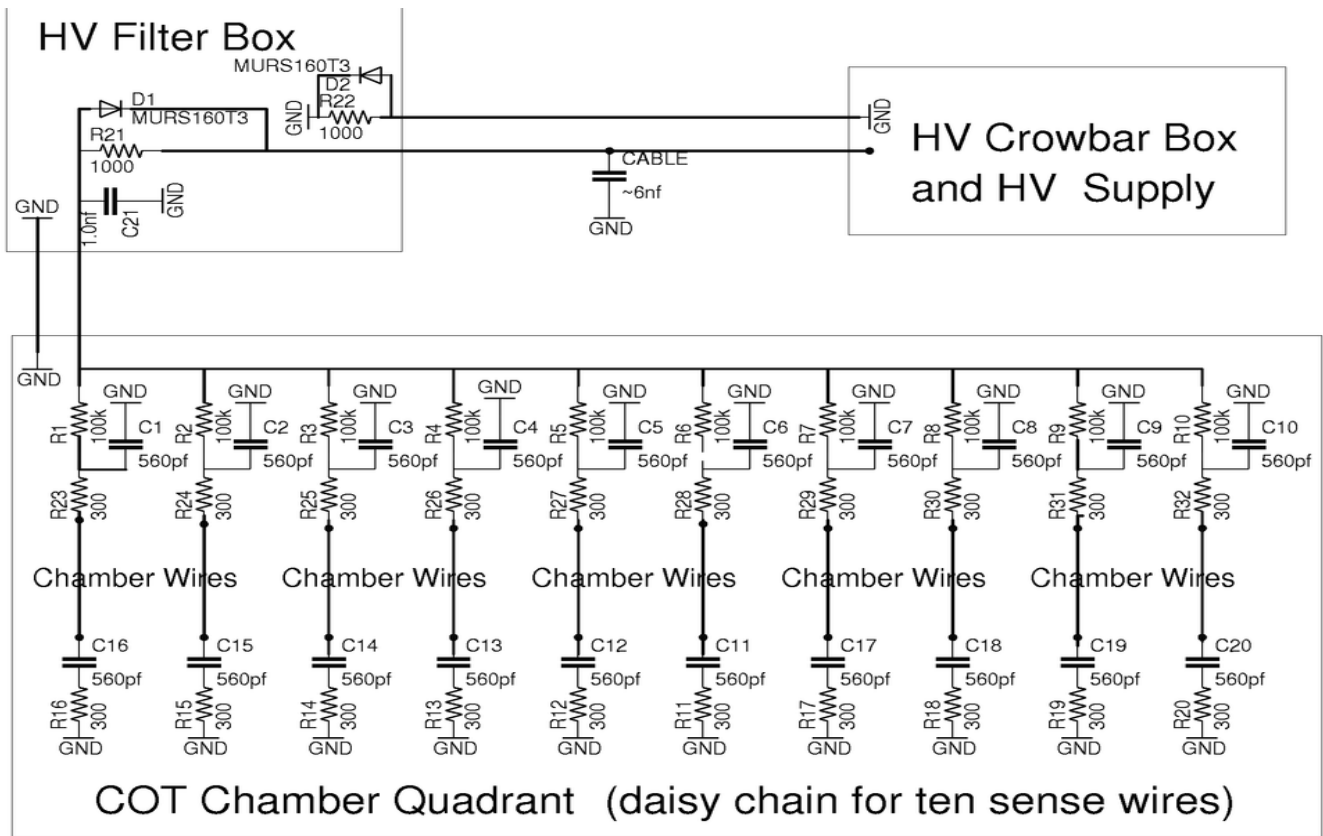 HV Filter Box
MURS160T3
D2
R22
1000
GND
GND
D1
MURS160T3
R21
1000
GND
1.0nf
C21
GND
CABLE
~6nf
GND
HV Crowbar Box
and HV Supply
GND
GND GND GND GND GND GND GND GND GND GND
R1 100k C1 R2 100k C2 R3 100k C3 R4 100k C4 R5 100k C5 R6 100k C6 R7 100k C7 R8 100k C8 R9 100k C9 R10 100k C10
560pf 560pf 560pf 560pf 560pf 560pf 560pf 560pf 560pf 560pf
R23 300 R24 300 R25 300 R26 300 R27 300 R28 300 R29 300 R30 300 R31 300 R32 300
Chamber Wires Chamber Wires Chamber Wires Chamber Wires Chamber Wires
C16 C15 C14 C13 C12 C11 C17 C18 C19 C20
560pf 560pf 560pf 560pf 560pf 560pf 560pf 560pf 560pf 560pf
R16 300 R15 300 R14 300 R13 300 R12 300 R11 300 R17 300 R18 300 R19 300 R20 300
GND GND GND GND GND GND GND GND GND GND
COT Chamber Quadrant (daisy chain for ten sense wires)